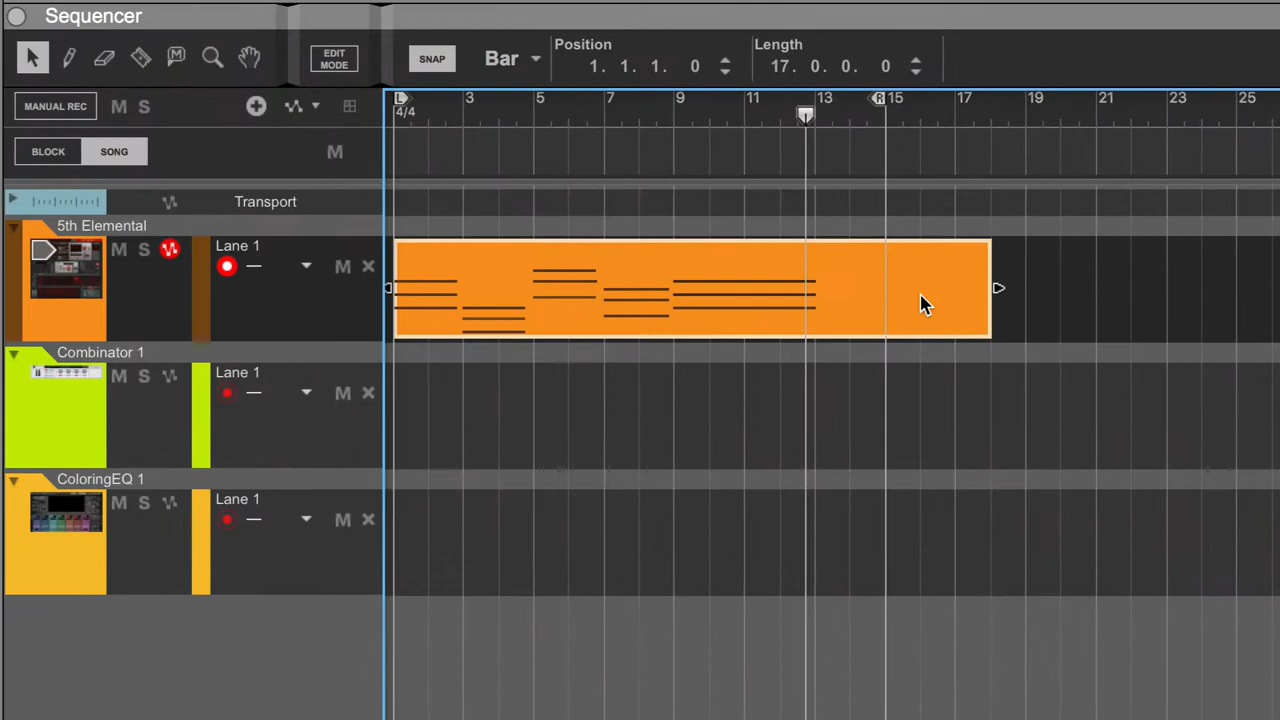 Sequencer
EDIT MODE
SNAP
Bar
Position
1. 1. 1. 0
Length
17. 0. 0. 0
MANUAL REC
M S
L 3 5 7 9 11 13 R 15 17 19 21 23 25
4/4
BLOCK SONG
M
Transport
5th Elemental
M S
Lane 1
M
Combinator 1
M S
Lane 1
M
ColoringEQ 1
M S
Lane 1
M